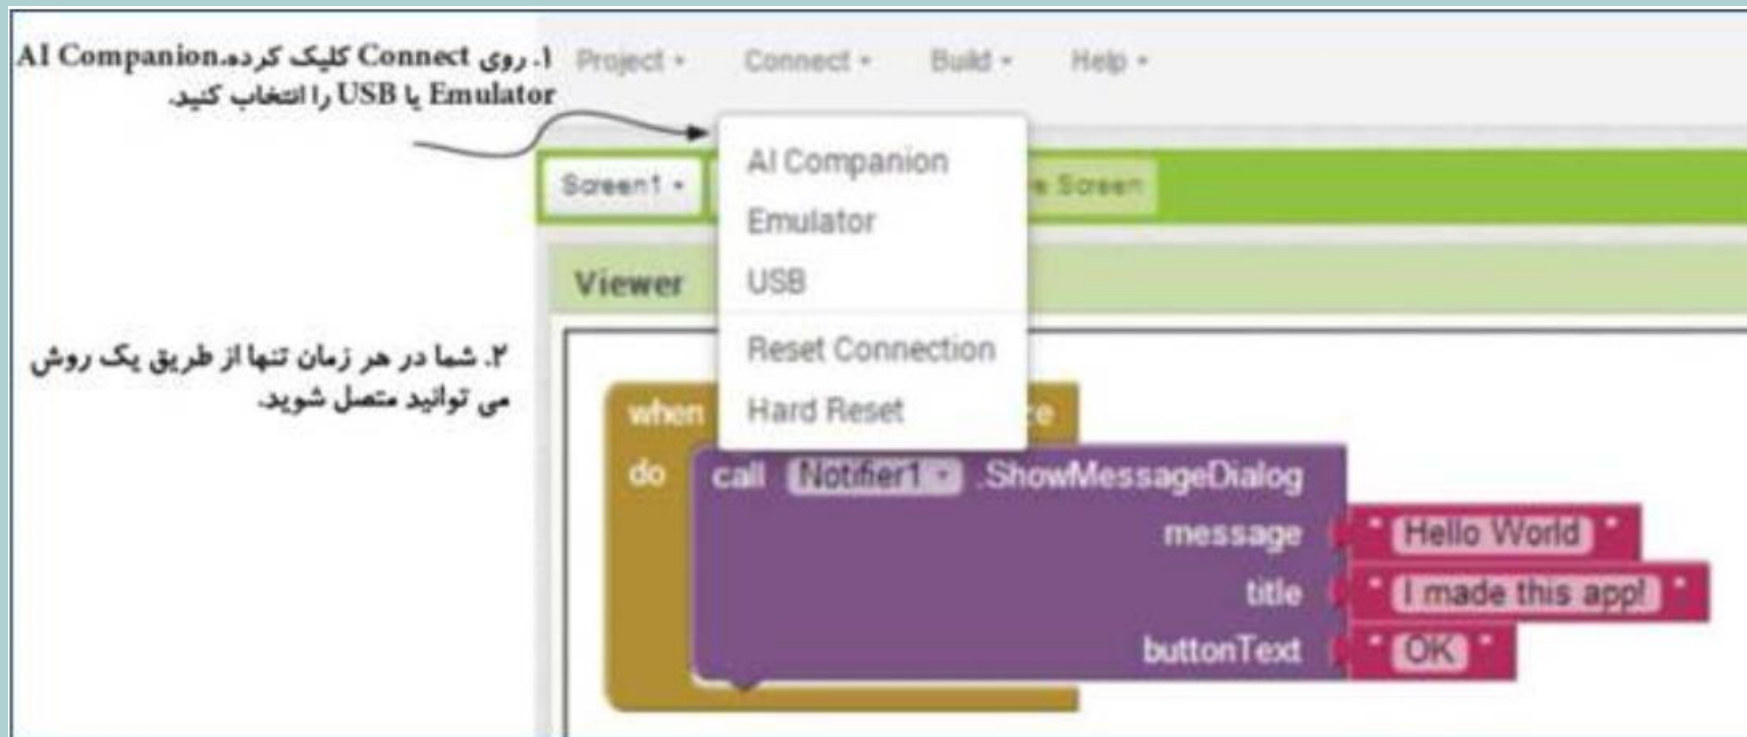 ۱. روی Connect کلیک کرده،AI Companion
Emulator یا USB را انتخاب کنید.
Project
Connect
Build
Help
AI Companion
Emulator
USB
Reset Connection
Hard Reset
Screen1
Screen
Viewer
۲. شما در هر زمان تنها از طریق یک روش
می توانید متصل شوید.
when
do
call Notifier1 .ShowMessageDialog
message " Hello World "
title " I made this app! "
buttonText " OK "